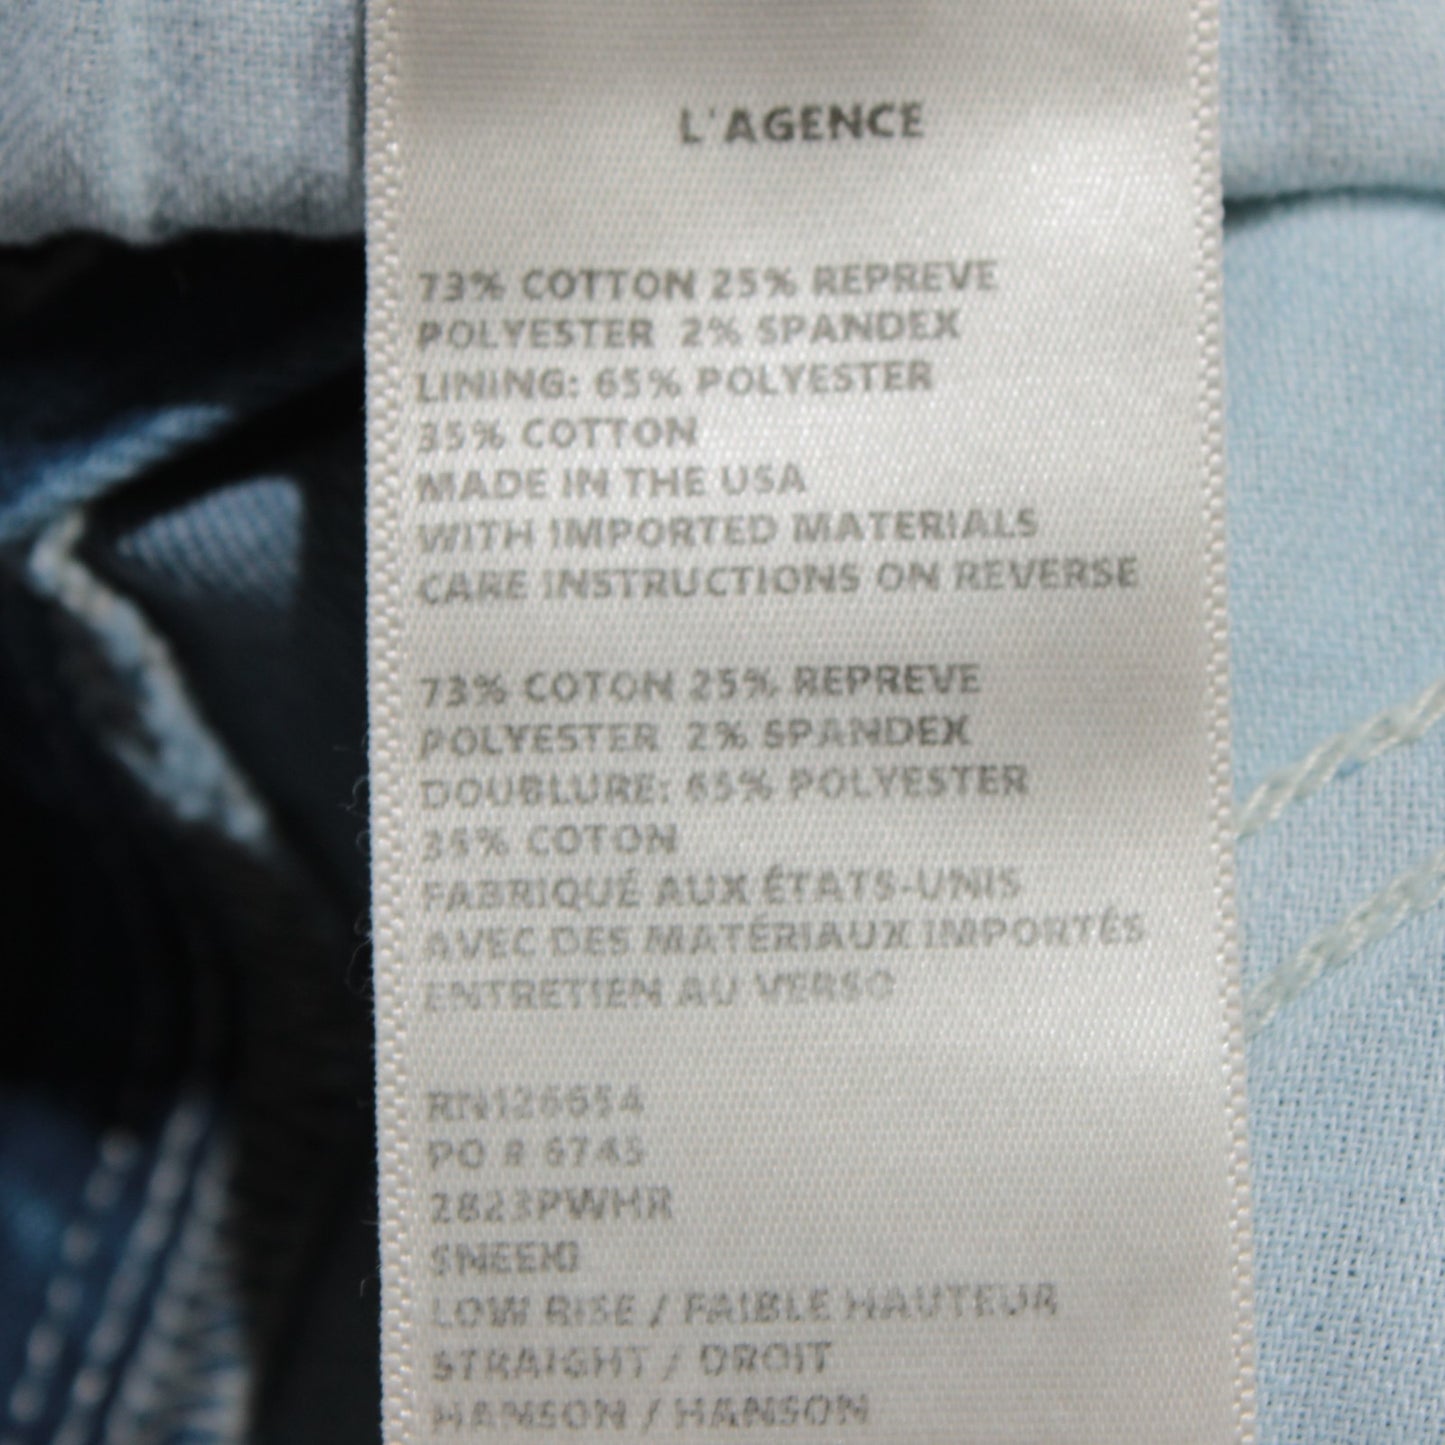 L'AGENCE
73% COTTON 25% REPREVE
POLYESTER 2% SPANDEX
LINING: 65% POLYESTER
35% COTTON
MADE IN THE USA
WITH IMPORTED MATERIALS
CARE INSTRUCTIONS ON REVERSE
73% COTON 25% REPREVE
POLYESTER 2% SPANDEX
DOUBLURE: 65% POLYESTER
35% COTON
FABRIQUÉ AUX ÉTATS-UNIS
AVEC DES MATÉRIAUX IMPORTÉS
ENTRETIEN AU VERSO
RN126654
PO # 6745
2823PWHR
LOW RISE / FAIBLE HAUTEUR
STRAIGHT / DROIT
HANSON / HANSON